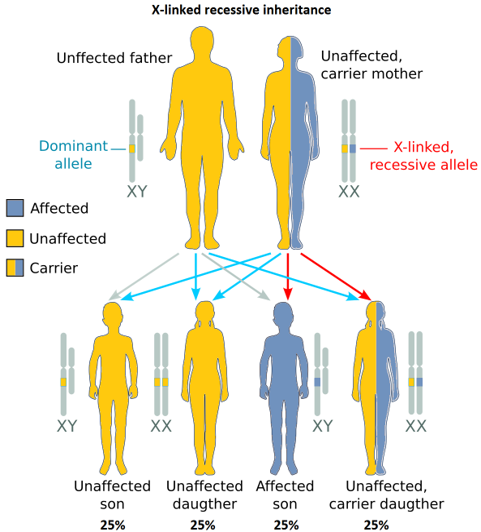 X-linked recessive inheritance
Unffected father
Unaffected,
carrier mother
Dominant
allele
X-linked,
recessive allele
XY
XX
Affected
Unaffected
Carrier
XY
XX
XY
XX
Unaffected
son
25%
Unaffected
daugther
25%
Affected
son
25%
Unaffected,
carrier daugther
25%